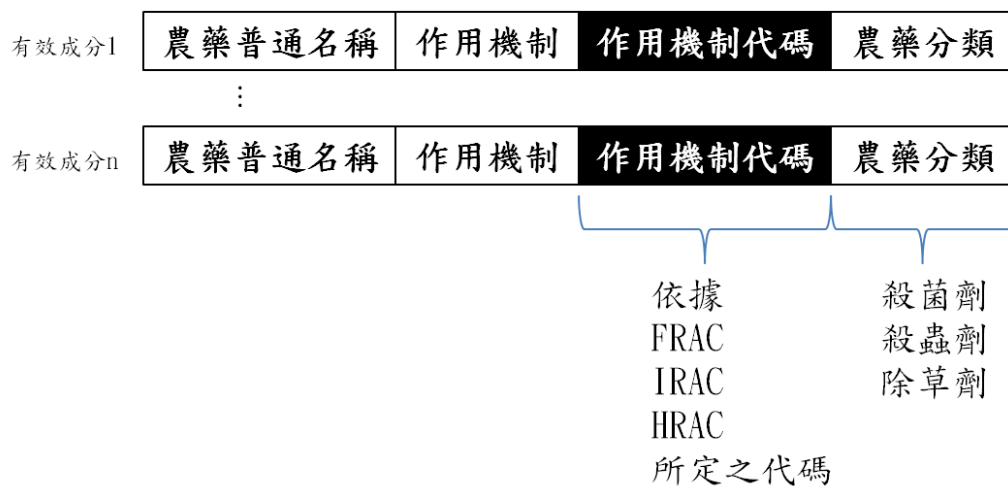 有效成分1 農藥普通名稱 作用機制 作用機制代碼 農藥分類
⋮
有效成分n 農藥普通名稱 作用機制 作用機制代碼 農藥分類
依據 殺菌劑
FRAC 殺蟲劑
IRAC 除草劑
HRAC
所定之代碼